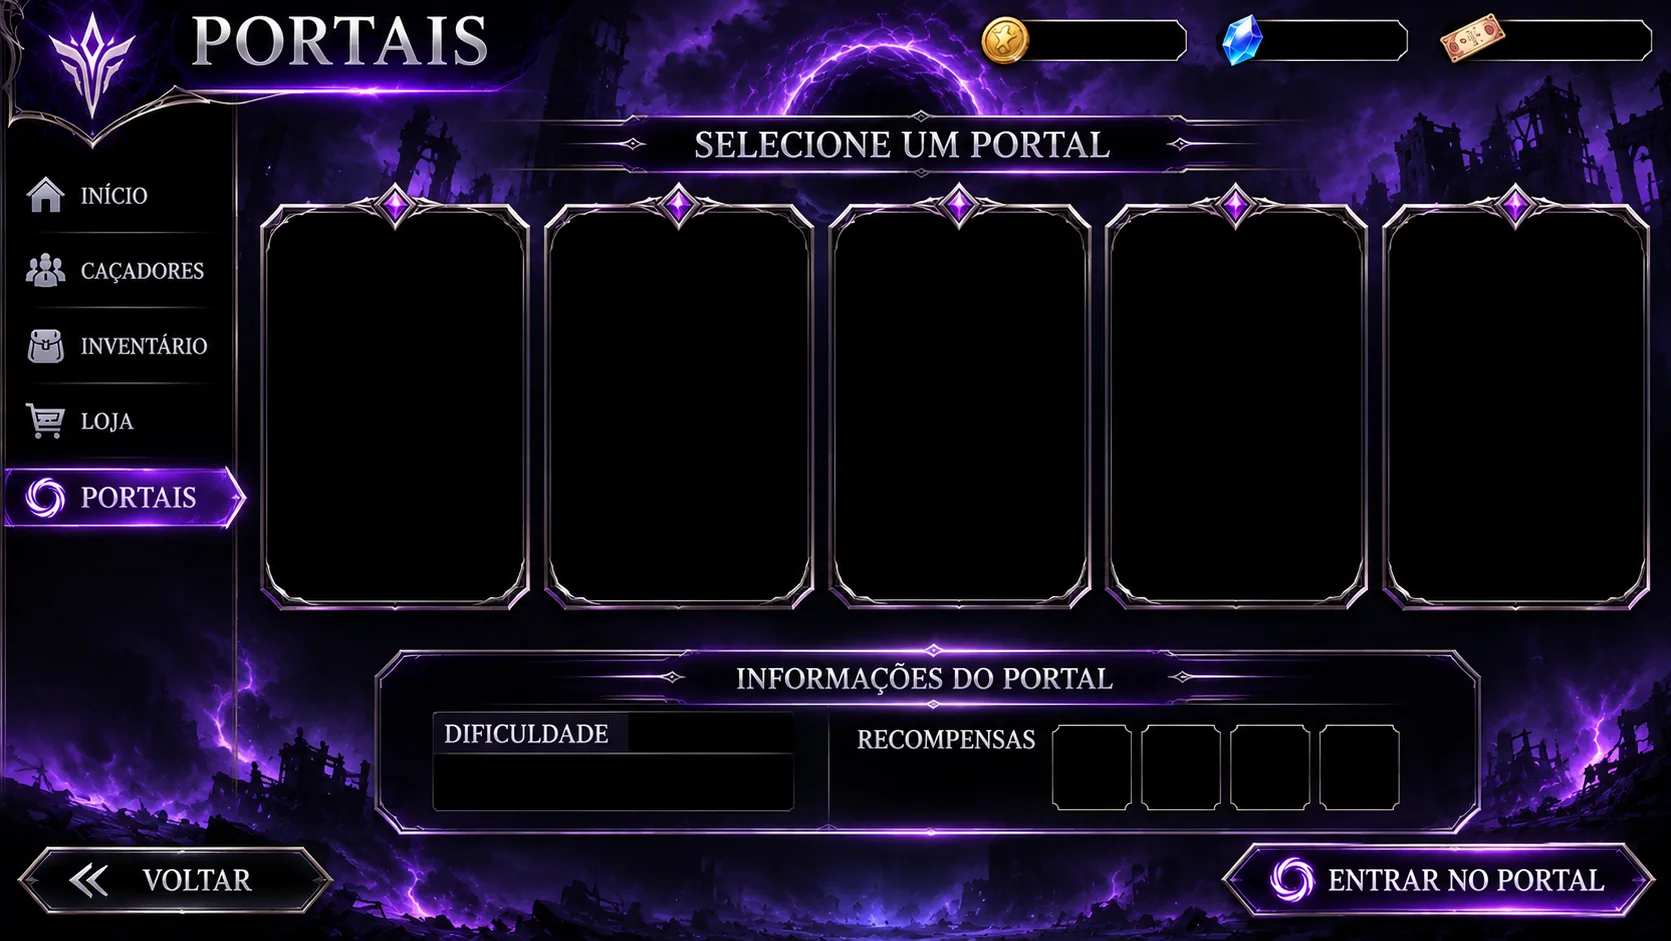 PORTAIS
SELECIONE UM PORTAL
INÍCIO
CAÇADORES
INVENTÁRIO
LOJA
PORTAIS
INFORMAÇÕES DO PORTAL
DIFICULDADE
RECOMPENSAS
VOLTAR
ENTRAR NO PORTAL